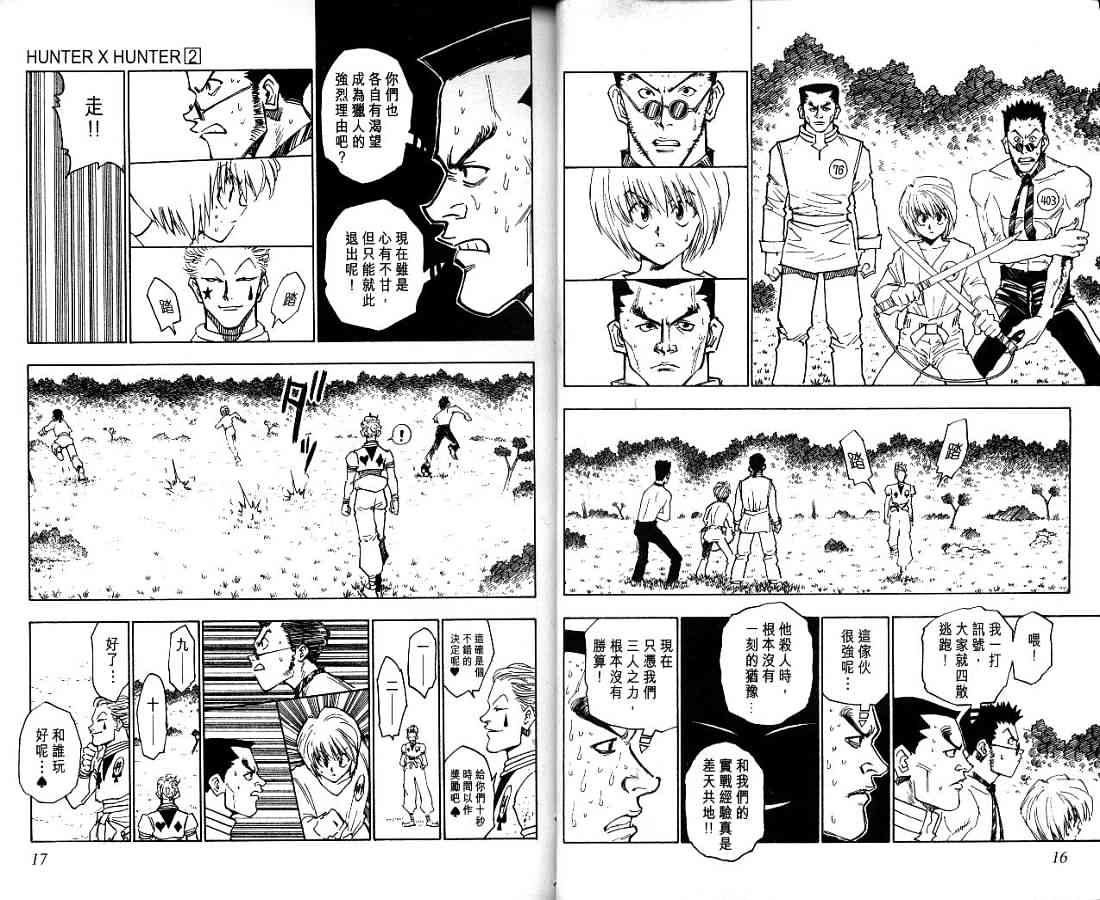 76
403
踏
踏
喂!
我一打
訊號,
大家就四散
逃跑!
這傢伙
很強呢…
他殺人時,
根本沒有
一刻的猶豫…
和我們的
實戰經驗真是
差天共地!!
現在
只憑我們
三人之力,
根本沒有
勝算!
16
HUNTER X HUNTER 2
你們也
各自有渴望
成為獵人的
強烈理由吧?
現在雖是
心有不甘,
但只能就此
退出呢!
踏
踏
走!!
ダッ
!
這確是個
不錯的
決定呢♥
給你們十秒
時間以作
獎勵吧♠
一
二
九
十
好了…
和誰玩
好呢…♠
17